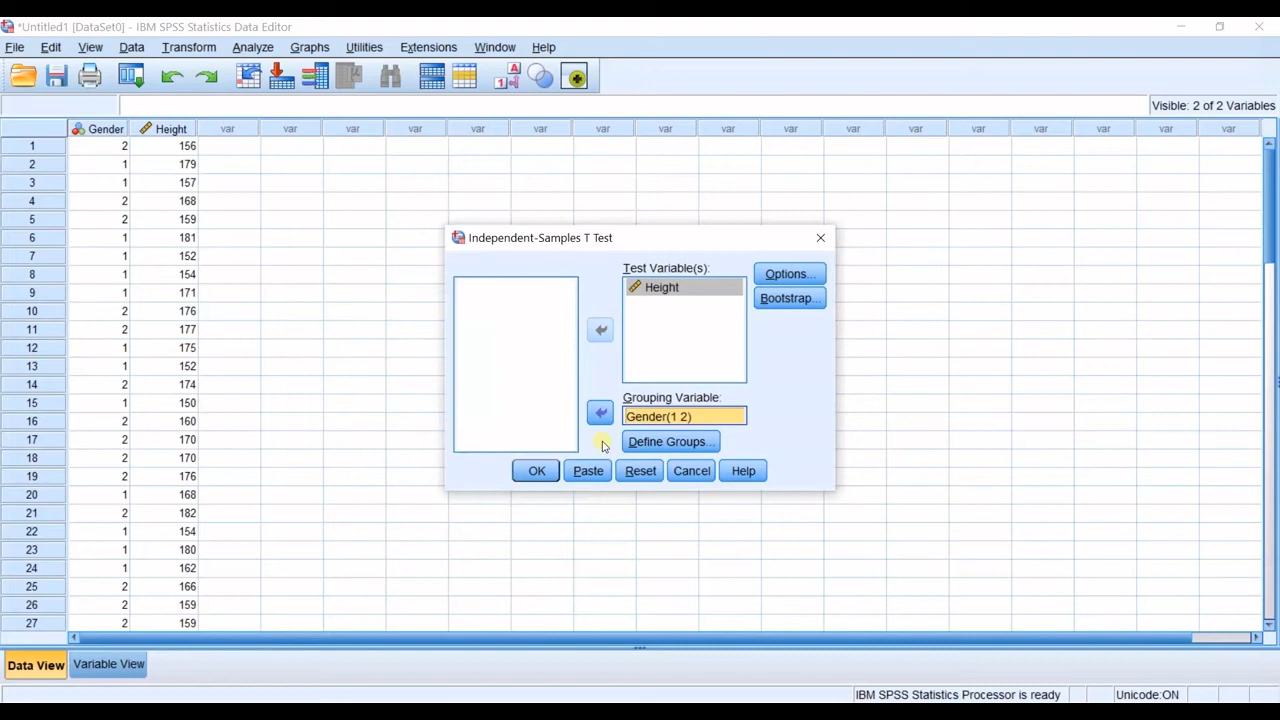 *Untitled1 [DataSet0] - IBM SPSS Statistics Data Editor
File Edit View Data Transform Analyze Graphs Utilities Extensions Window Help
Visible: 2 of 2 Variables
Gender Height var var var var var var var var var var var var var var var var var
1 2 156
2 1 179
3 1 157
4 2 168
5 2 159
6 1 181
7 1 152
8 1 154
9 1 171
10 2 176
11 2 177
12 1 175
13 1 152
14 2 174
15 1 150
16 2 160
17 2 170
18 2 170
19 2 176
20 1 168
21 2 182
22 1 154
23 1 180
24 1 162
25 2 166
26 2 159
27 2 159
Independent-Samples T Test
Test Variable(s):
Height
Options...
Bootstrap...
Grouping Variable:
Gender(1 2)
Define Groups...
OK Paste Reset Cancel Help
Data View Variable View
IBM SPSS Statistics Processor is ready Unicode:ON